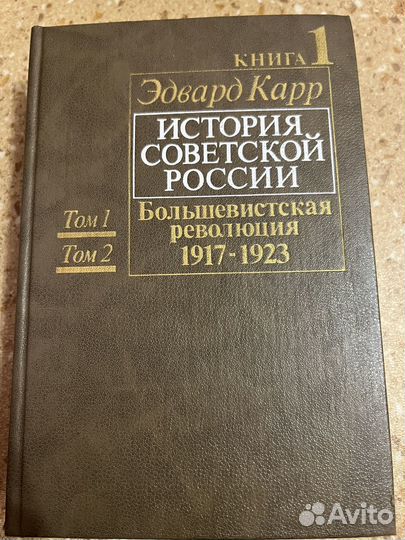 КНИГА 1
Эдвард Карр
ИСТОРИЯ
СОВЕТСКОЙ
РОССИИ
Том 1
Том 2
Большевистская
революция
1917-1923
Avito